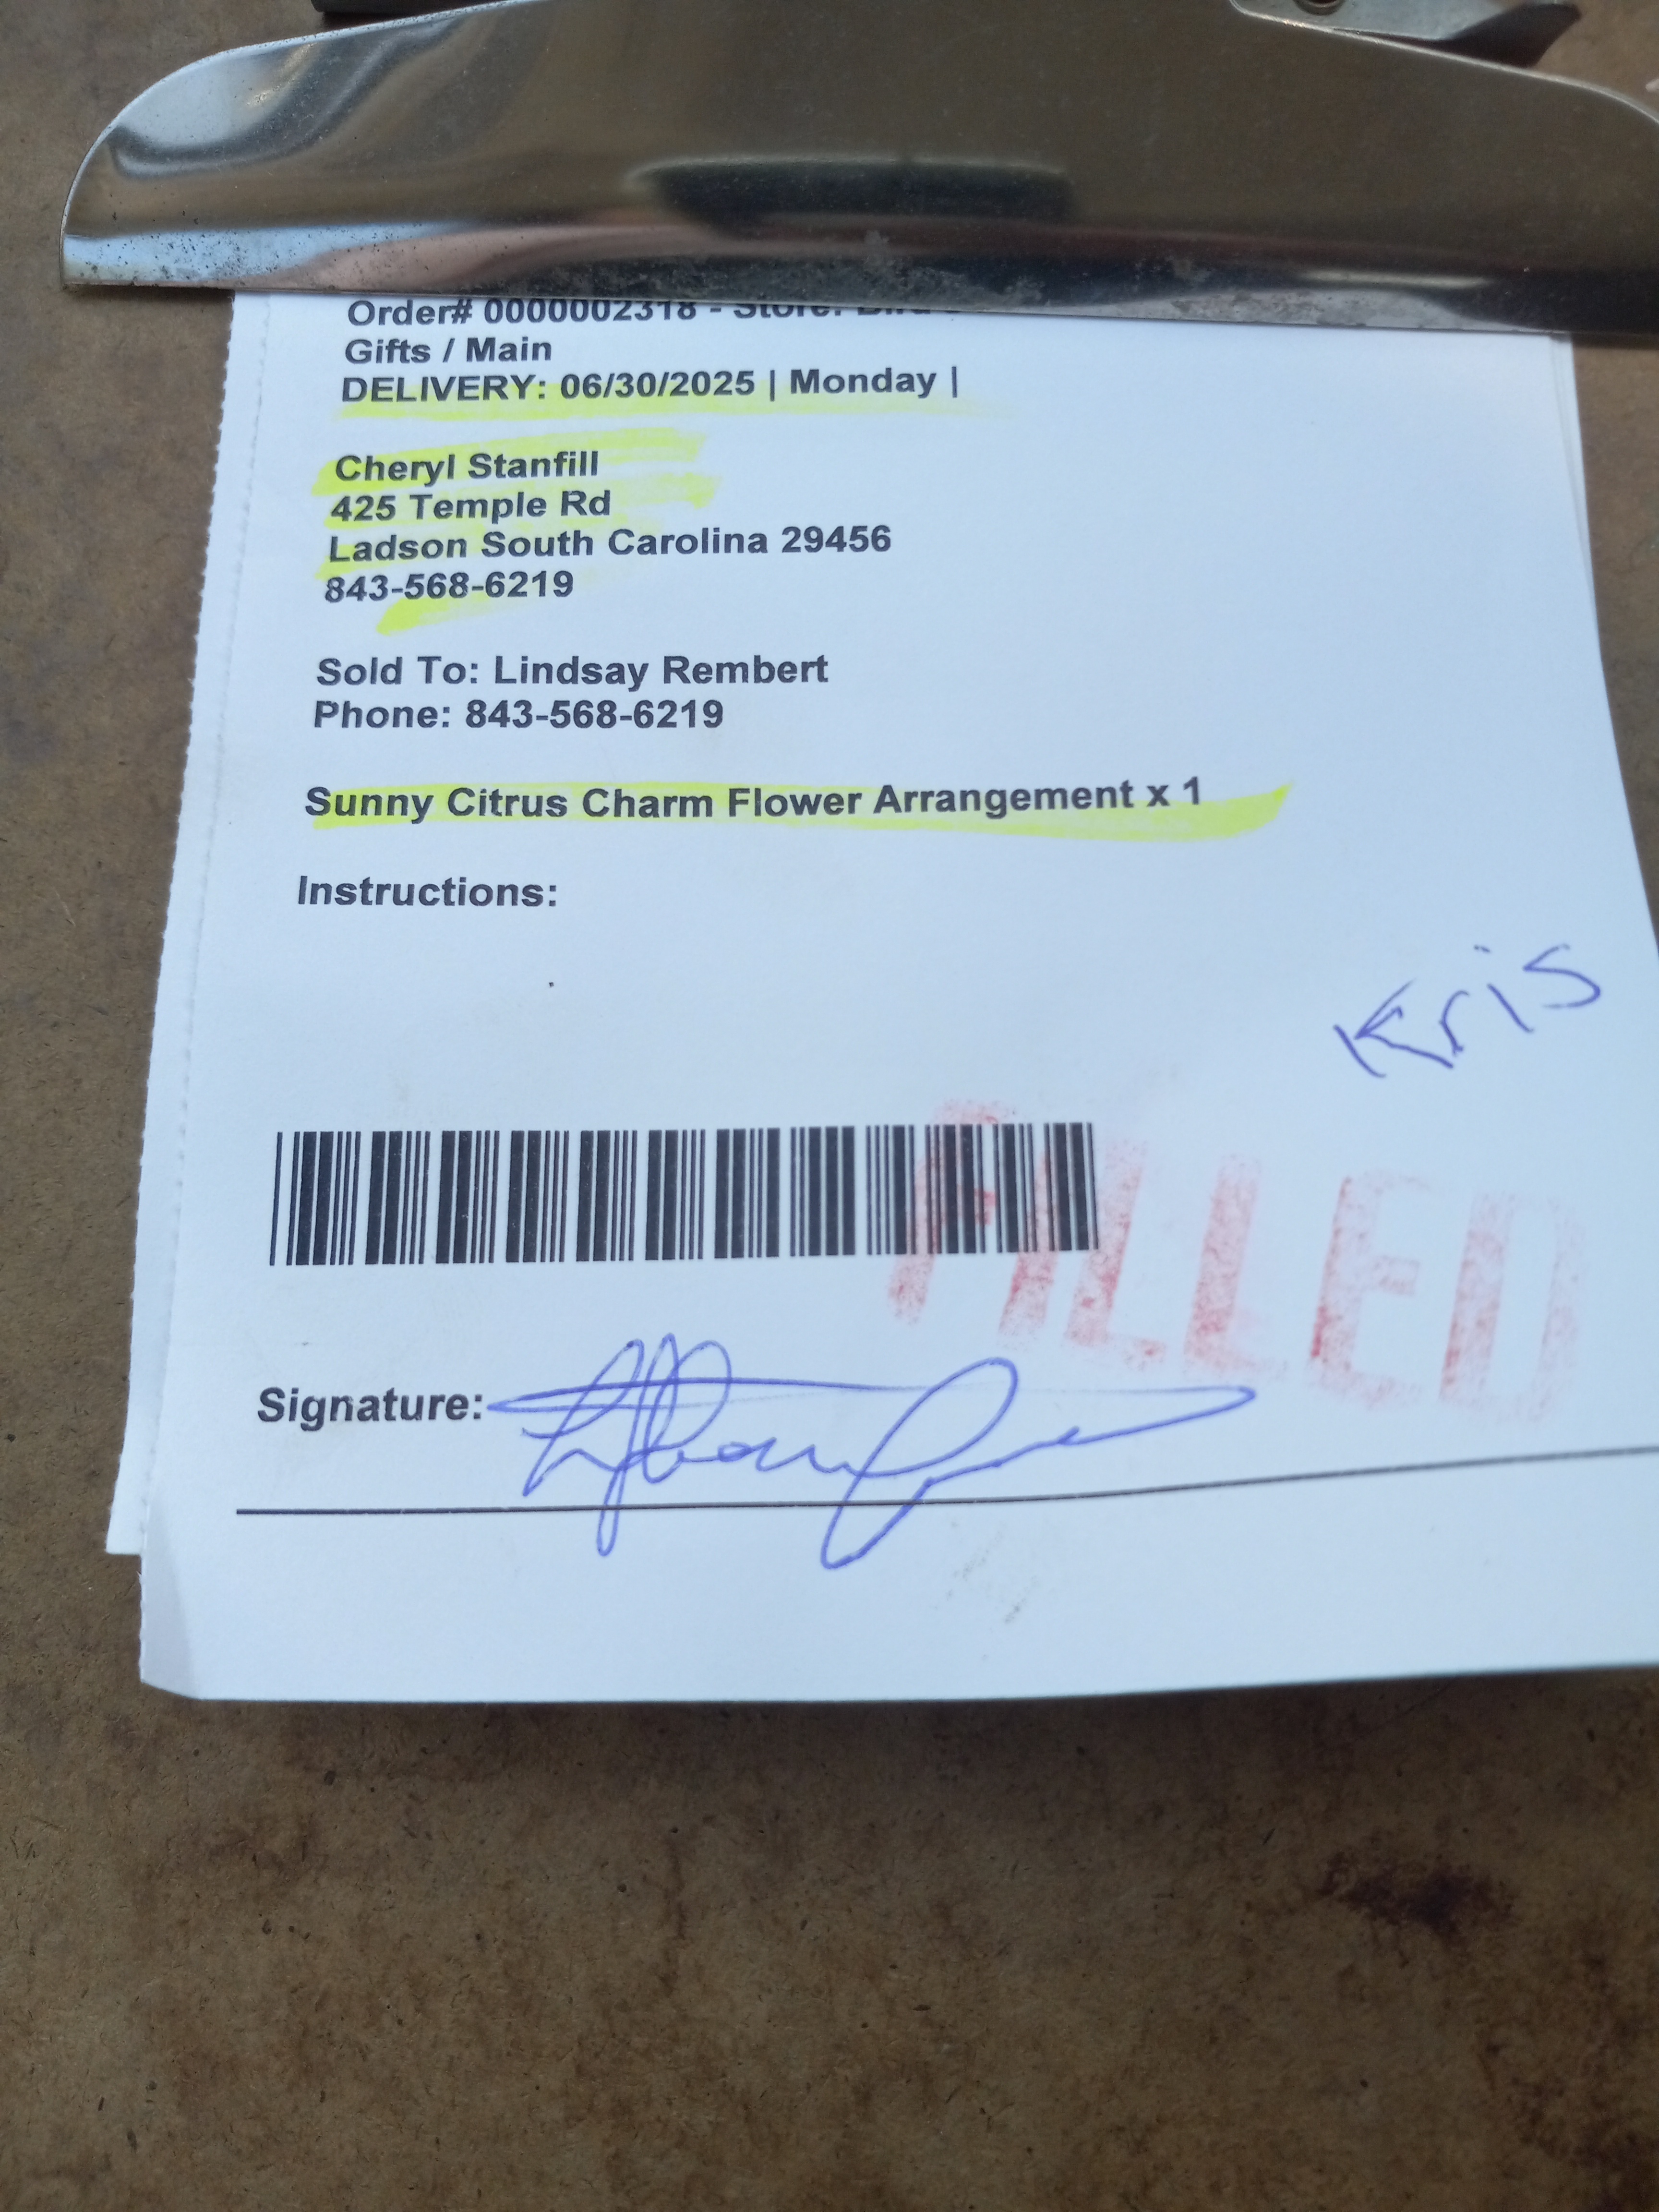 Order# 0000002318 - Store:
Gifts / Main
DELIVERY: 06/30/2025 | Monday |
Cheryl Stanfill
425 Temple Rd
Ladson South Carolina 29456
843-568-6219
Sold To: Lindsay Rembert
Phone: 843-568-6219
Sunny Citrus Charm Flower Arrangement x 1
Instructions:
Kris
FILLED
Signature: